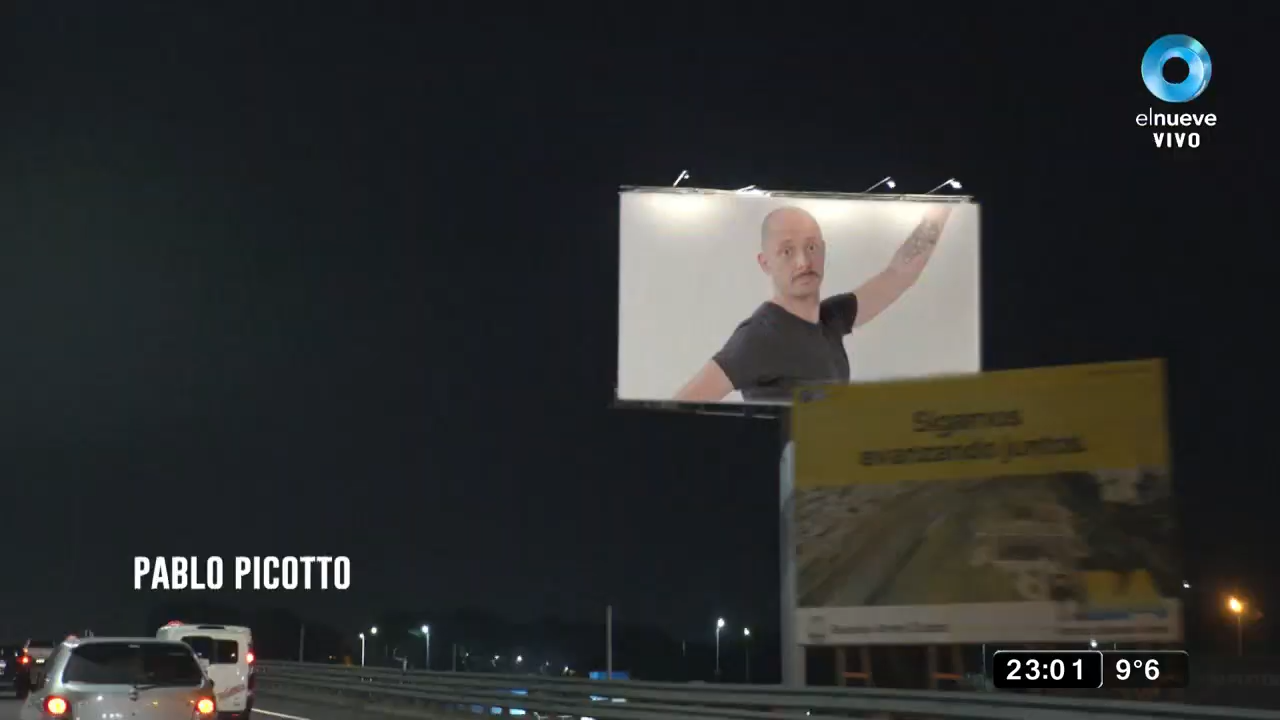 elnueve
VIVO
Sigamos
avanzando juntos.
PABLO PICOTTO
23:01 9°6